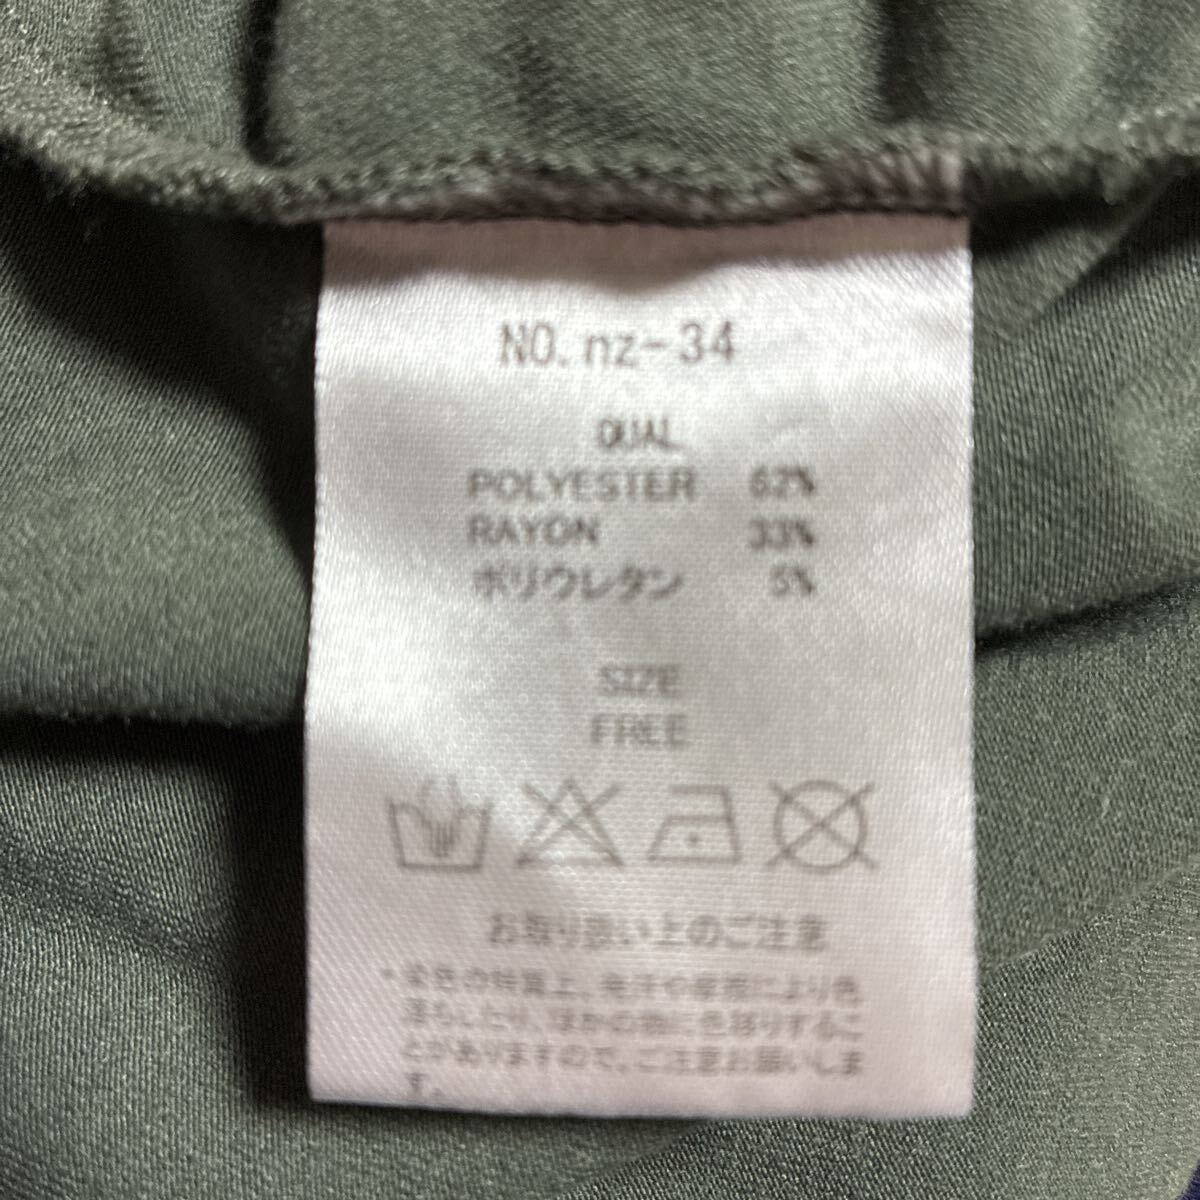 NO. nz-34
QUAL
POLYESTER 62%
RAYON 33%
ポリウレタン 5%
SIZE
FREE
お取り扱い上のご注意
*染色の特質上、発汗や摩擦により色
落ちしたり、ほかの物に色移りするこ
とがありますので、ご注意お願いしま
す.